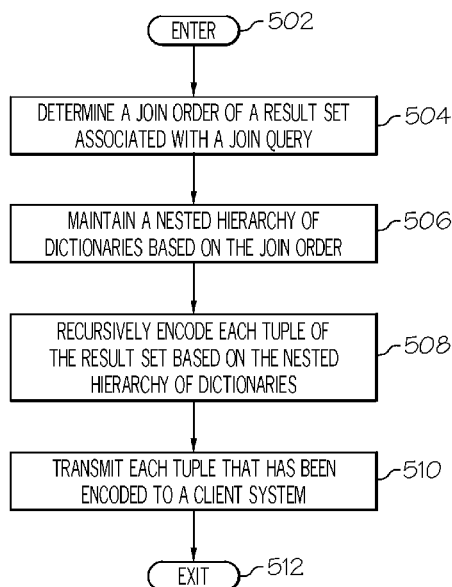 ENTER 502
DETERMINE A JOIN ORDER OF A RESULT SET
ASSOCIATED WITH A JOIN QUERY
504
MAINTAIN A NESTED HIERARCHY OF
DICTIONARIES BASED ON THE JOIN ORDER
506
RECURSIVELY ENCODE EACH TUPLE OF
THE RESULT SET BASED ON THE NESTED
HIERARCHY OF DICTIONARIES
508
TRANSMIT EACH TUPLE THAT HAS BEEN
ENCODED TO A CLIENT SYSTEM
510
EXIT 512